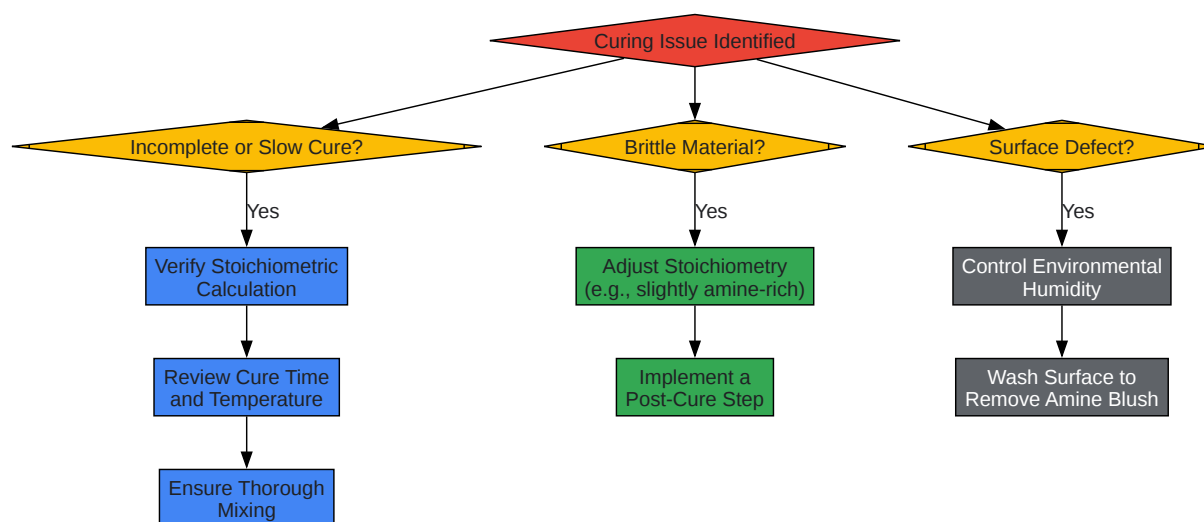 Curing Issue Identified
Incomplete or Slow Cure?
Brittle Material?
Surface Defect?
Yes
Yes
Yes
Verify Stoichiometric
Calculation
Adjust Stoichiometry
(e.g., slightly amine-rich)
Control Environmental
Humidity
Review Cure Time
and Temperature
Implement a
Post-Cure Step
Wash Surface to
Remove Amine Blush
Ensure Thorough
Mixing